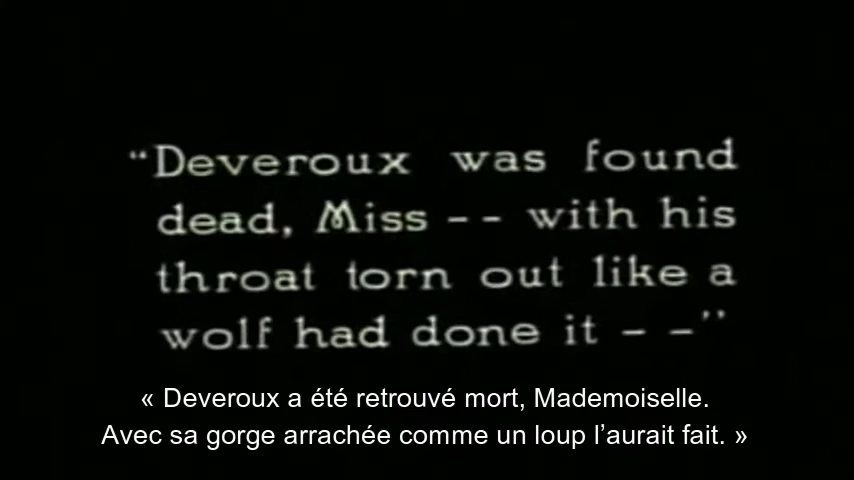 “Deveroux was found
dead, Miss -- with his
throat torn out like a
wolf had done it --”
« Deveroux a été retrouvé mort, Mademoiselle.
Avec sa gorge arrachée comme un loup l’aurait fait. »